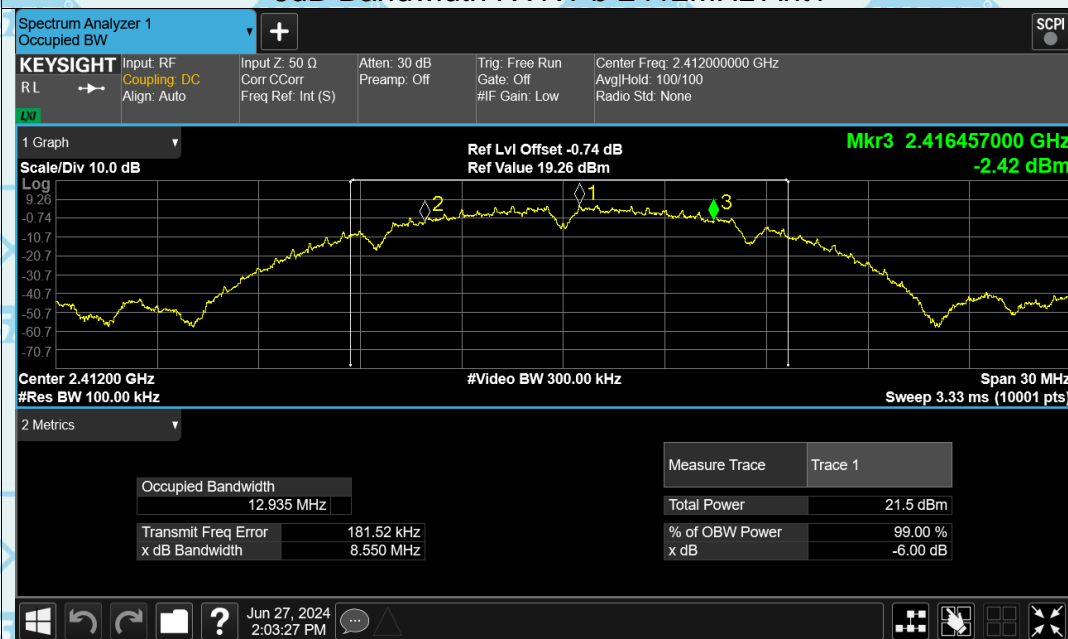 Spectrum Analyzer 1
Occupied BW
SCPI
KEYSIGHT
RL
LXI
Input: RF
Coupling: DC
Align: Auto
Input Z: 50 Ω
Corr CCorr
Freq Ref: Int (S)
Atten: 30 dB
Preamp: Off
Trig: Free Run
Gate: Off
#IF Gain: Low
Center Freq: 2.412000000 GHz
Avg|Hold: 100/100
Radio Std: None
1 Graph
Scale/Div 10.0 dB
Ref Lvl Offset -0.74 dB
Ref Value 19.26 dBm
Mkr3 2.416457000 GHz
-2.42 dBm
Log
9.26
-0.74
-10.7
-20.7
-30.7
-40.7
-50.7
-60.7
-70.7
2
1
3
Center 2.41200 GHz
#Video BW 300.00 kHz
Span 30 MHz
#Res BW 100.00 kHz
Sweep 3.33 ms (10001 pts)
2 Metrics
Occupied Bandwidth
12.935 MHz
Transmit Freq Error 181.52 kHz
x dB Bandwidth 8.550 MHz
Measure Trace Trace 1
Total Power 21.5 dBm
% of OBW Power 99.00 %
x dB -6.00 dB
?
Jun 27, 2024
2:03:27 PM